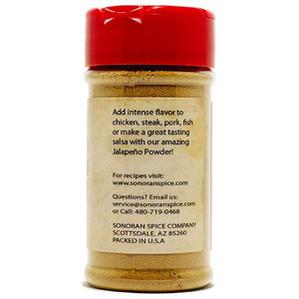 Add intense flavor to
chicken, steak, pork, fish
or make a great tasting
salsa with our amazing
Jalapeño Powder!
For recipes visit:
www.sonoranspice.com
Questions? Email us:
service@sonoranspice.com
or Call: 480-719-0468
SONORAN SPICE COMPANY
SCOTTSDALE, AZ 85260
PACKED IN U.S.A